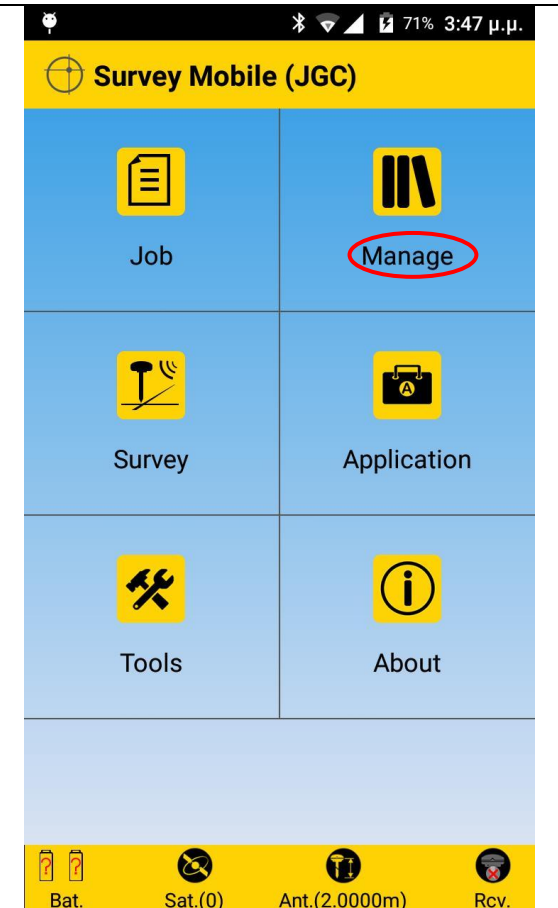 71% 3:47 μ.μ.
Survey Mobile (JGC)
Job Manage
A
Survey Application
Tools About
? ?
Bat. Sat.(0) Ant.(2.0000m) Rcv.